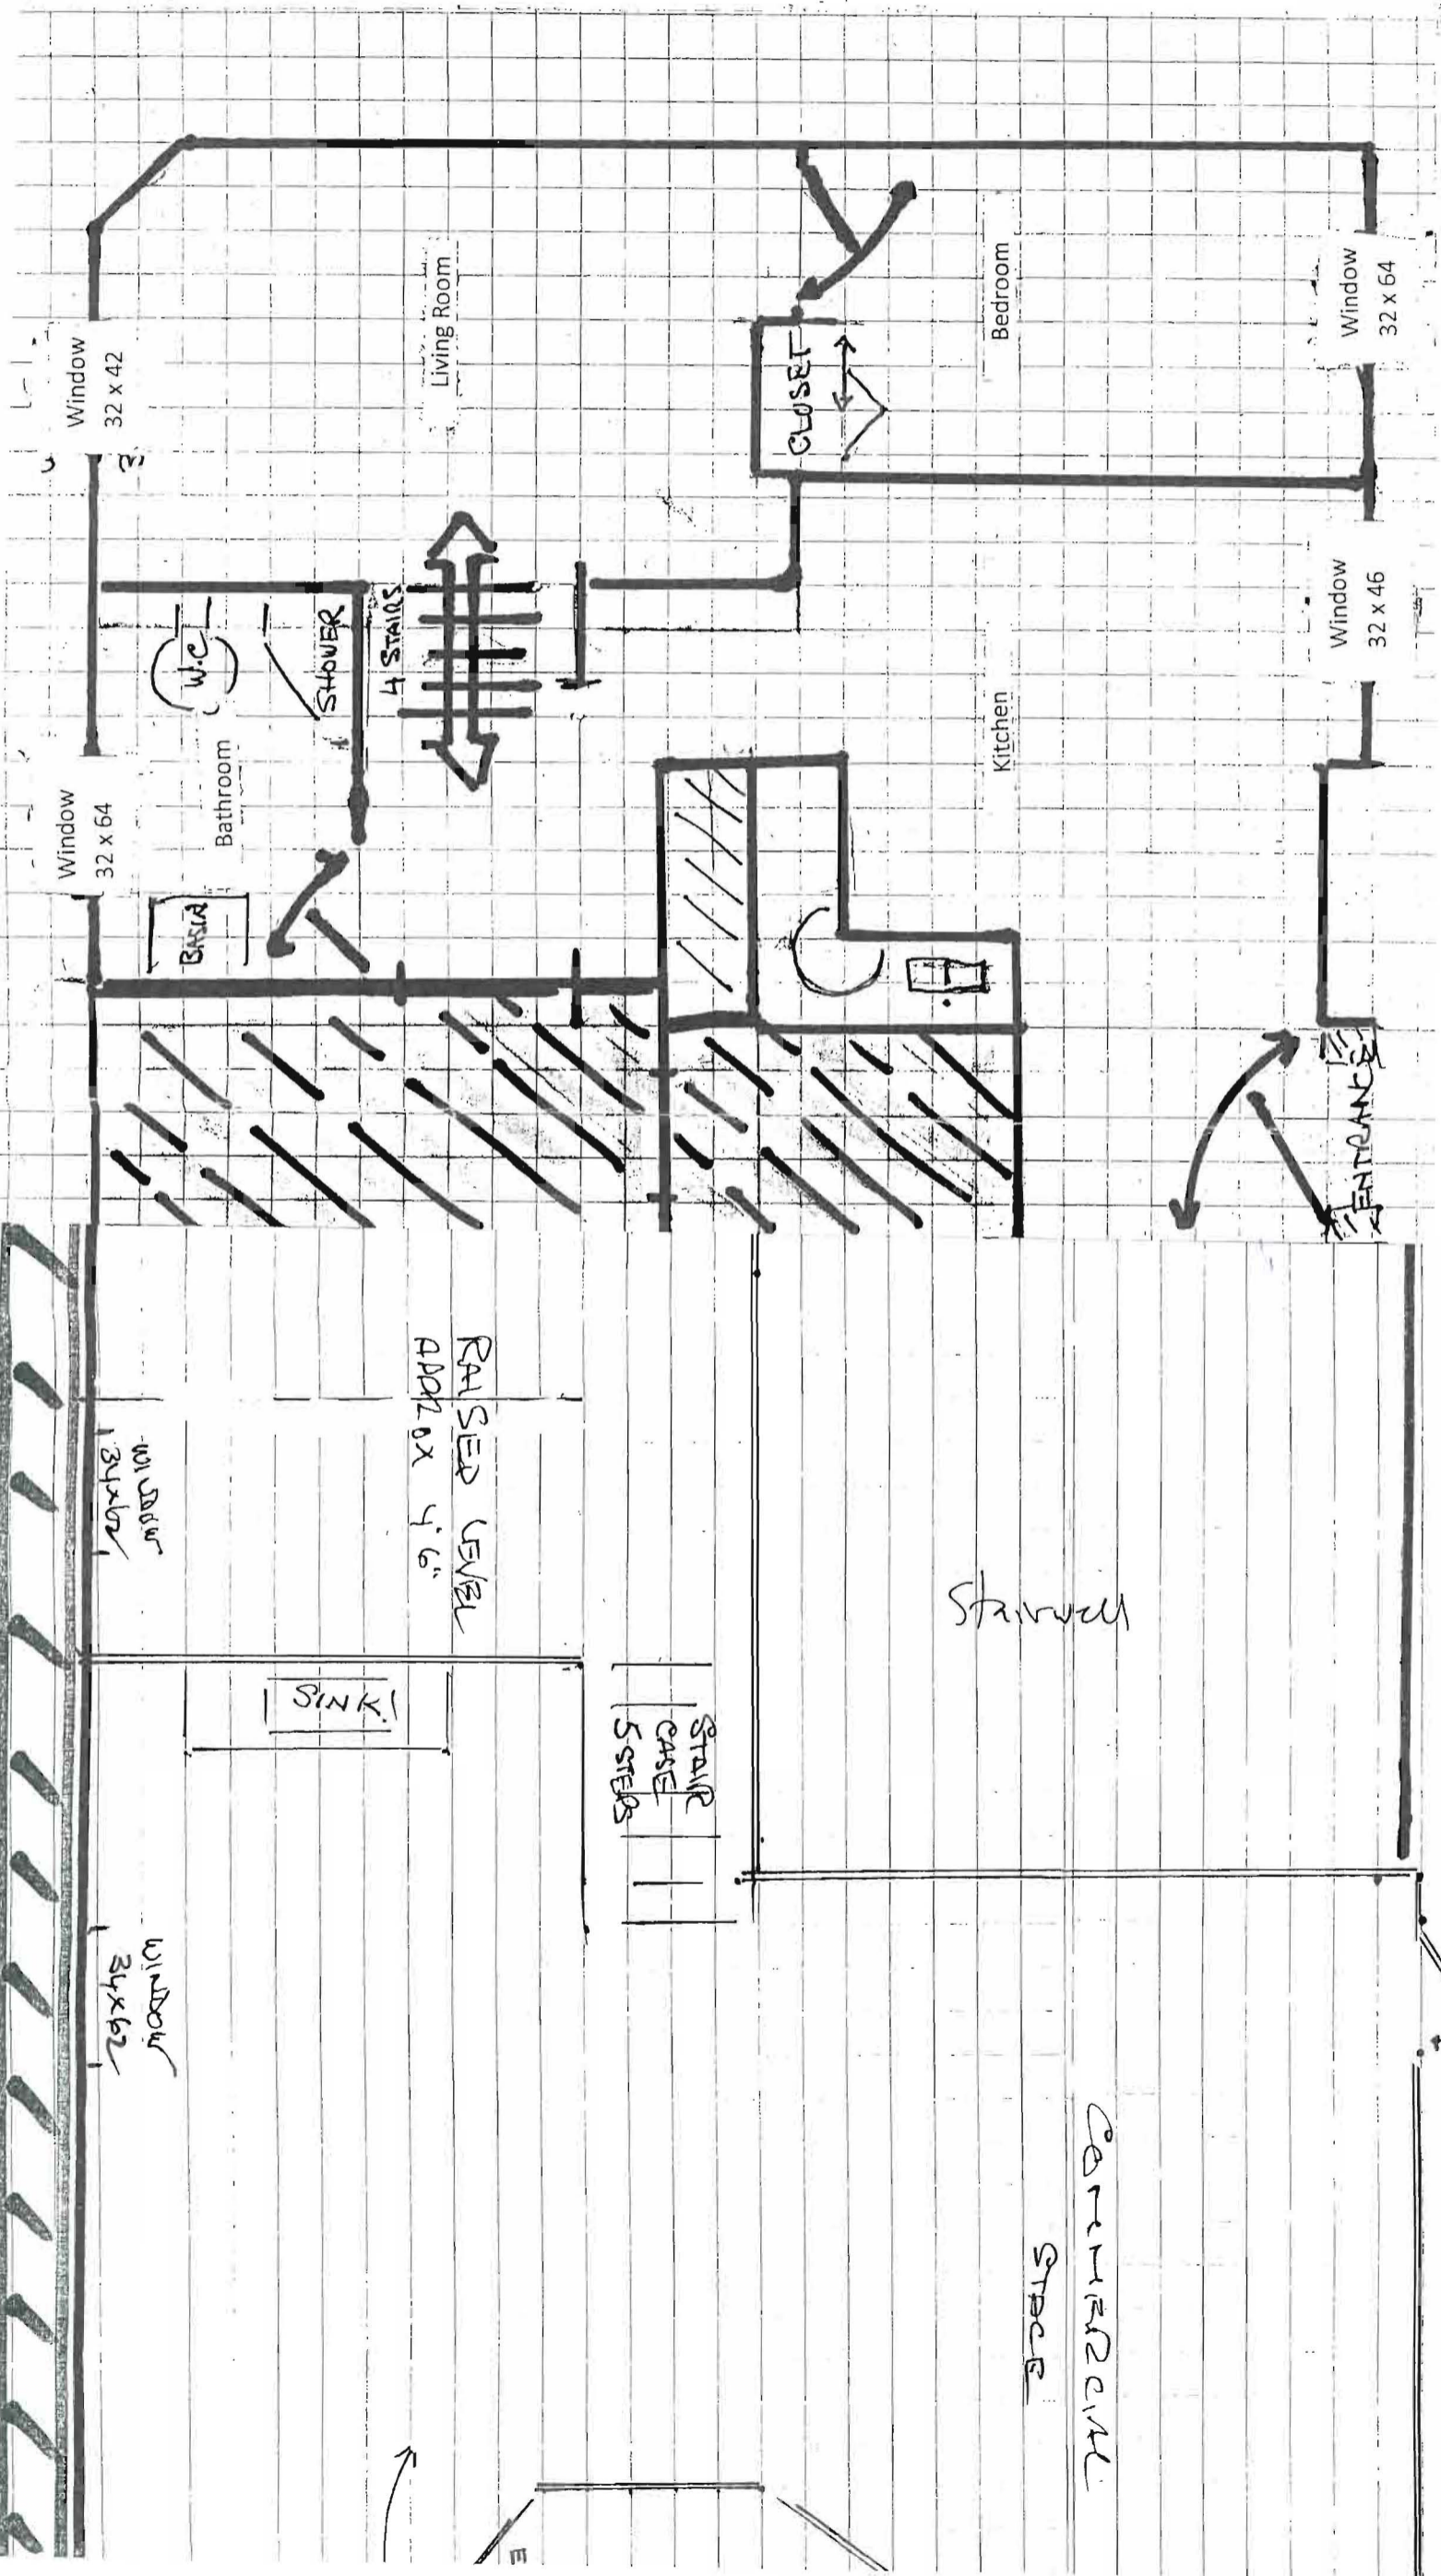 Window
32 x 42
Living Room
Bedroom
Window
32 x 64
CLOSET
W.C
SHOWER
4 STAIRS
Window
32 x 46
Kitchen
Window
32 x 64
Bathroom
BASIN
ENTRANCE
RAISED LEVEL
APPROX 4'6"
WINDOW
34x62
Stairwell
SINK
STAIR
CASE
5-STEPS
WINDOW
34x62
COMMERCIAL
SPACE
E